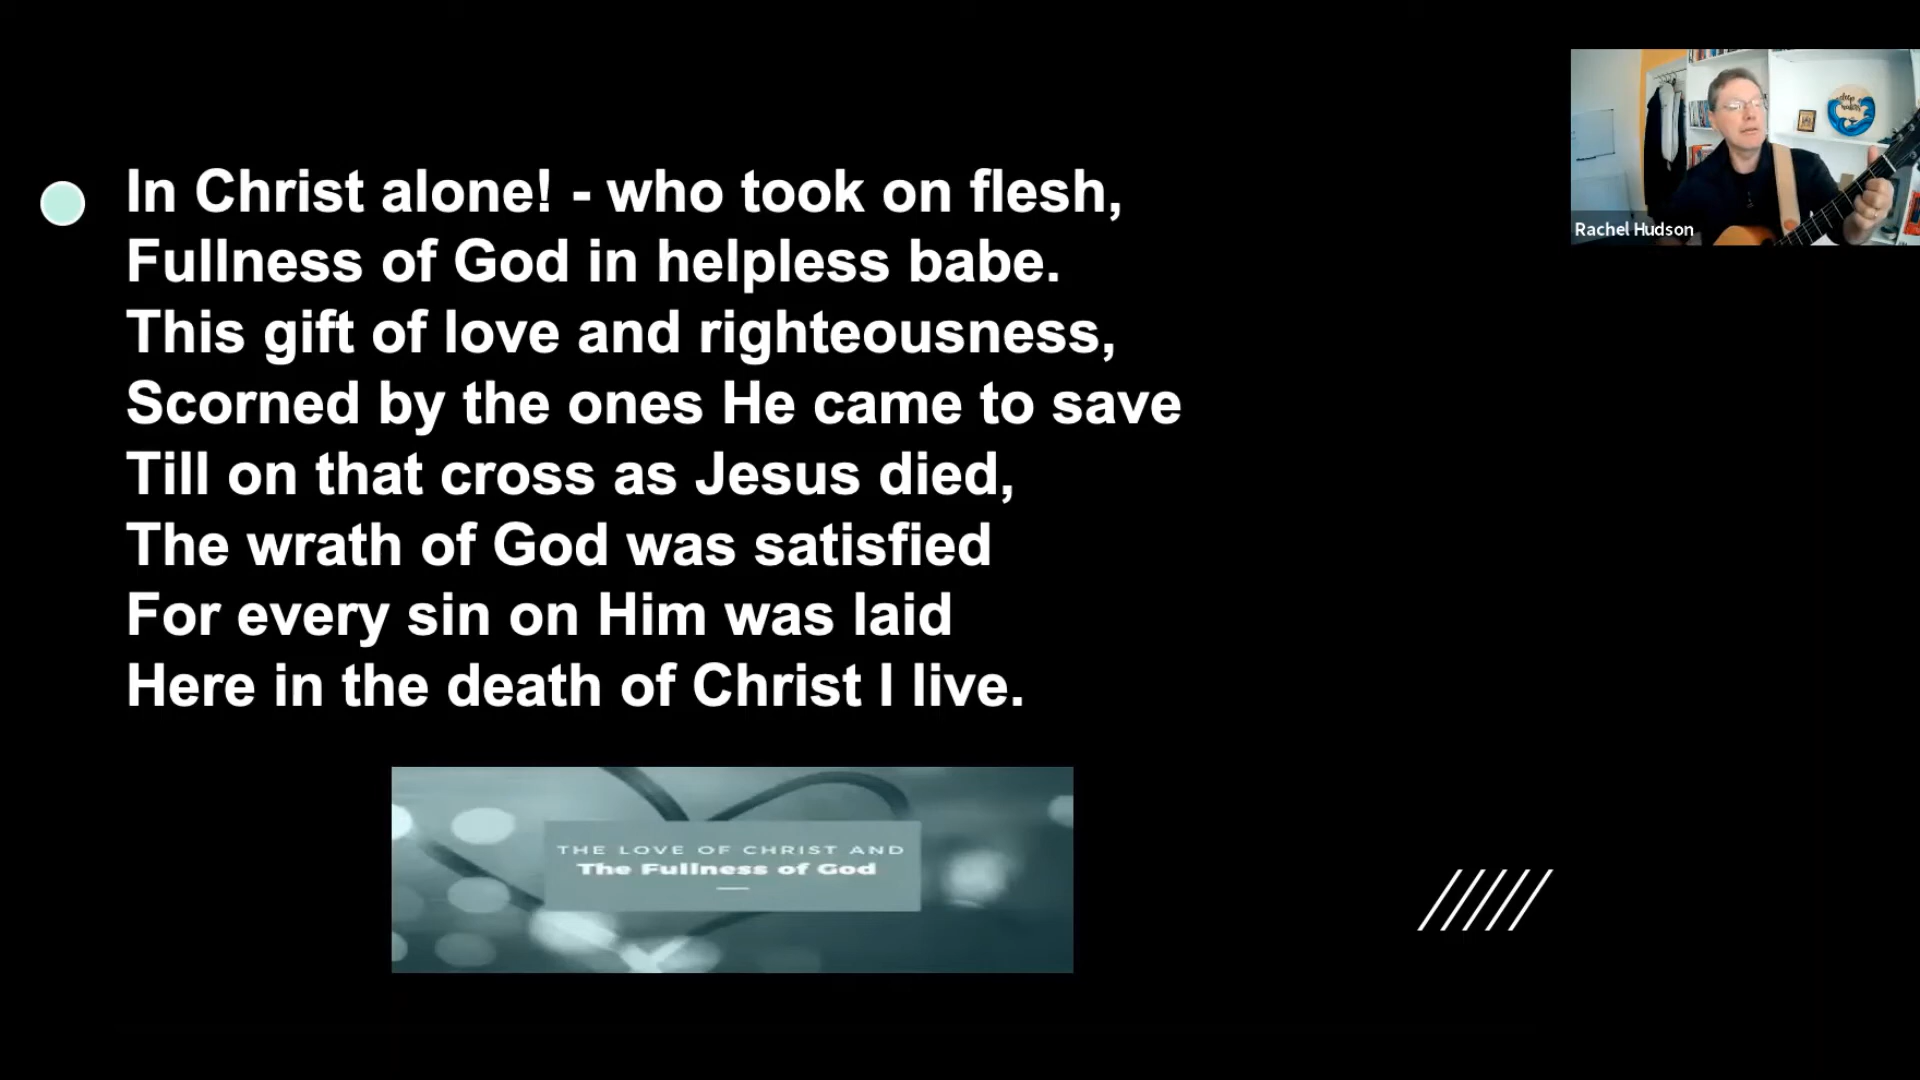 In Christ alone! - who took on flesh,
Fullness of God in helpless babe.
This gift of love and righteousness,
Scorned by the ones He came to save
Till on that cross as Jesus died,
The wrath of God was satisfied
For every sin on Him was laid
Here in the death of Christ I live.
THE LOVE OF CHRIST AND
The Fullness of God
Rachel Hudson